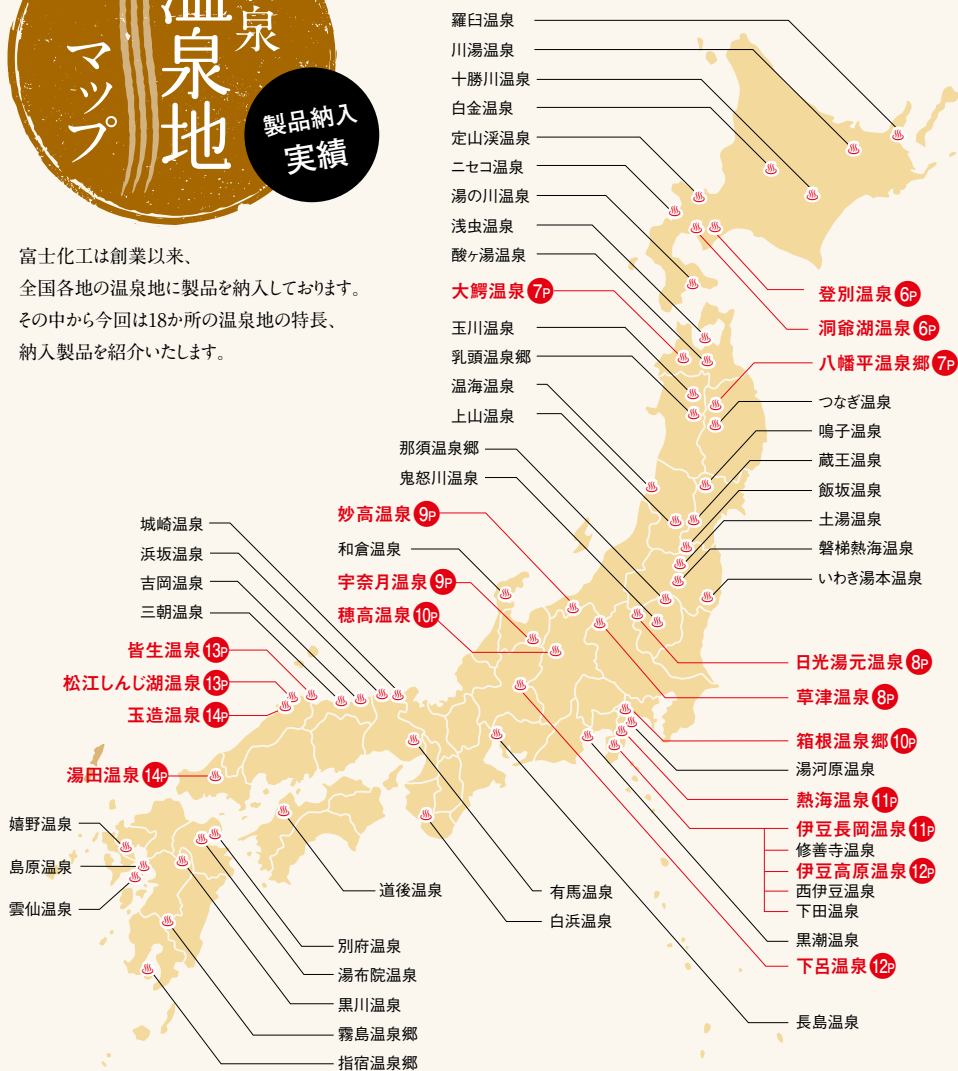 泉
温泉地
マップ
製品納入
実績
富士化工は創業以来、
全国各地の温泉地に製品を納入しております。
その中から今回は18か所の温泉地の特長、
納入製品を紹介いたします。
羅臼温泉
川湯温泉
十勝川温泉
白金温泉
定山渓温泉
ニセコ温泉
湯の川温泉
浅虫温泉
酸ヶ湯温泉
大鰐温泉 7P
玉川温泉
乳頭温泉郷
温海温泉
上山温泉
那須温泉郷
鬼怒川温泉
登別温泉 6P
洞爺湖温泉 6P
八幡平温泉郷 7P
つなぎ温泉
鳴子温泉
蔵王温泉
飯坂温泉
土湯温泉
磐梯熱海温泉
いわき湯本温泉
妙高温泉 9P
和倉温泉
宇奈月温泉 9P
穂高温泉 10P
城崎温泉
浜坂温泉
吉岡温泉
三朝温泉
皆生温泉 13P
松江しんじ湖温泉 13P
玉造温泉 14P
湯田温泉 14P
日光湯元温泉 8P
草津温泉 8P
箱根温泉郷 10P
湯河原温泉
熱海温泉 11P
伊豆長岡温泉 11P
修善寺温泉
伊豆高原温泉 12P
西伊豆温泉
下田温泉
黒潮温泉
下呂温泉 12P
長島温泉
嬉野温泉
島原温泉
雲仙温泉
道後温泉
有馬温泉
白浜温泉
別府温泉
湯布院温泉
黒川温泉
霧島温泉郷
指宿温泉郷